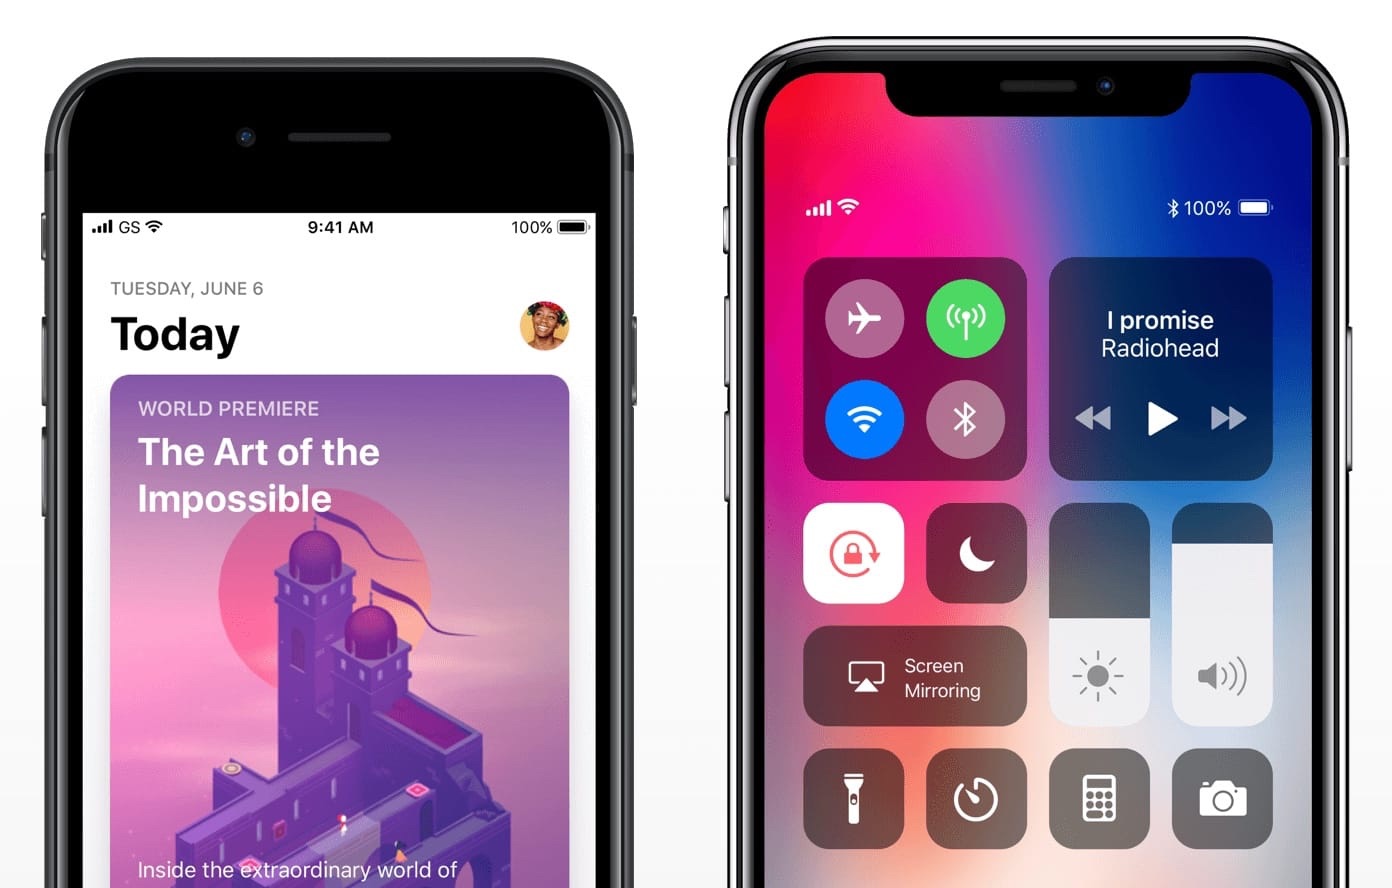 GS
9:41 AM
100%
TUESDAY, JUNE 6
Today
WORLD PREMIERE
The Art of the
Impossible
Inside the extraordinary world of
100%
I promise
Radiohead
Screen
Mirroring